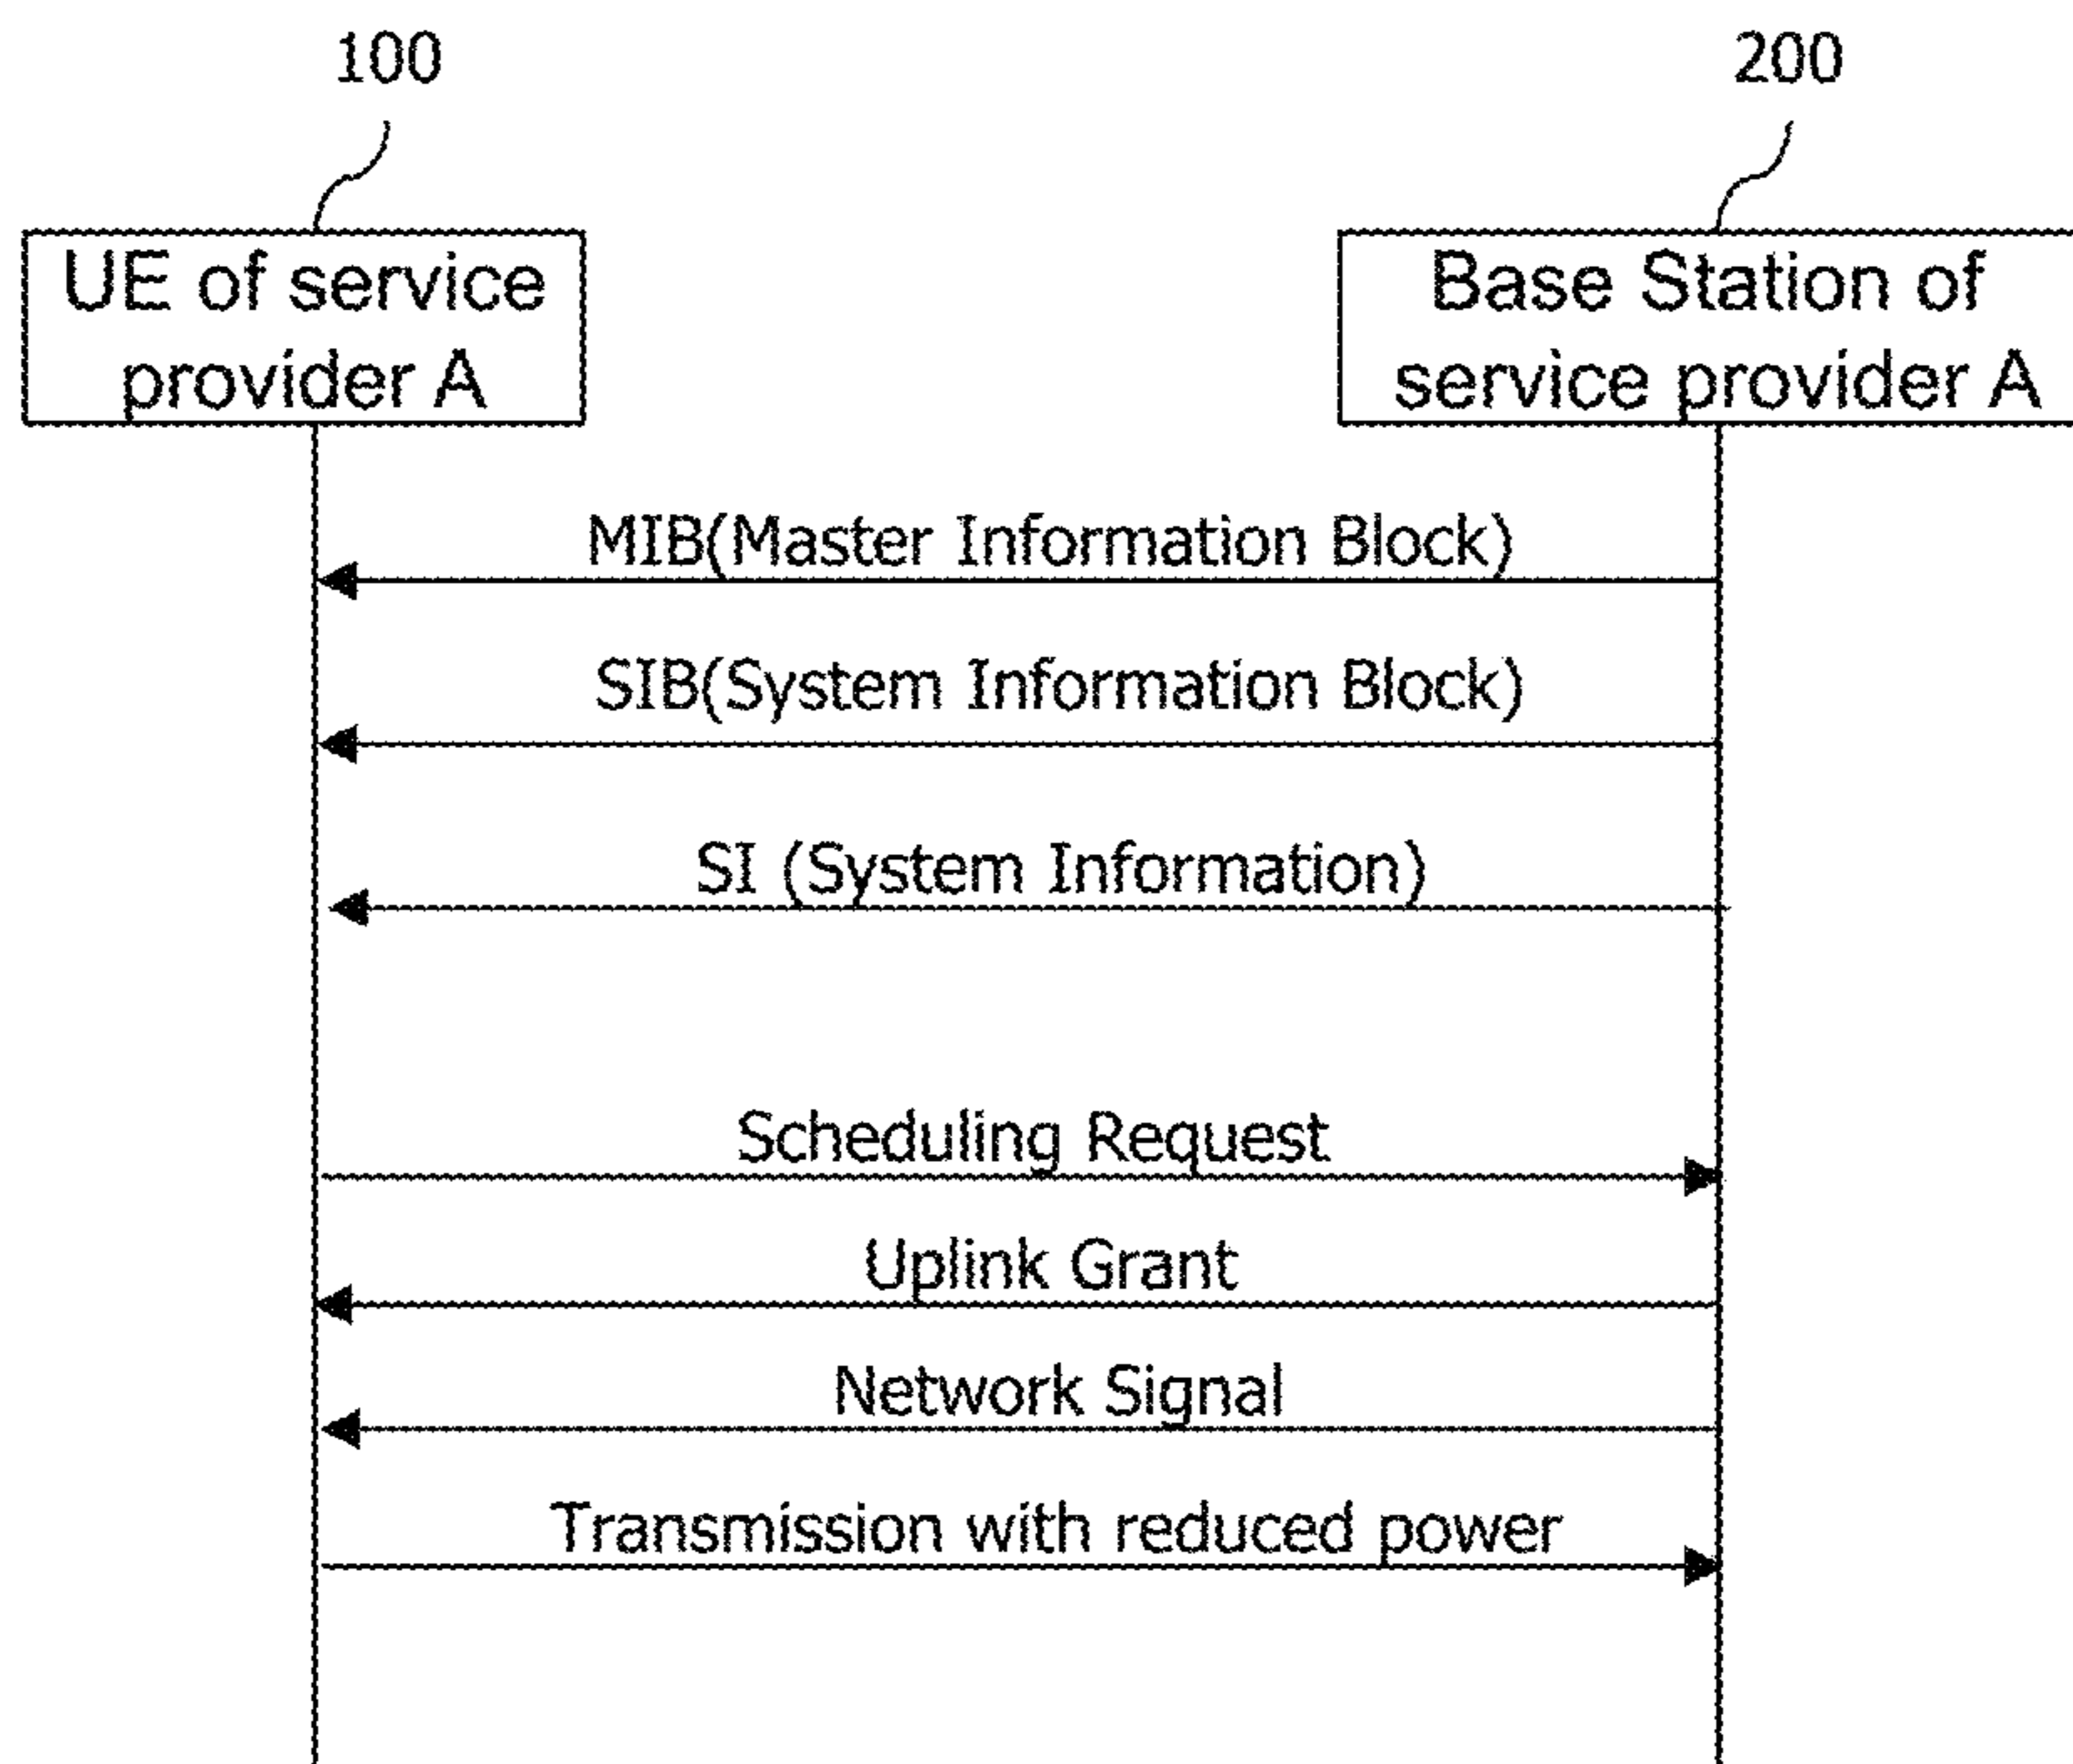 100
200
UE of service
provider A
Base Station of
service provider A
MIB(Master Information Block)
SIB(System Information Block)
SI (System Information)
Scheduling Request
Uplink Grant
Network Signal
Transmission with reduced power